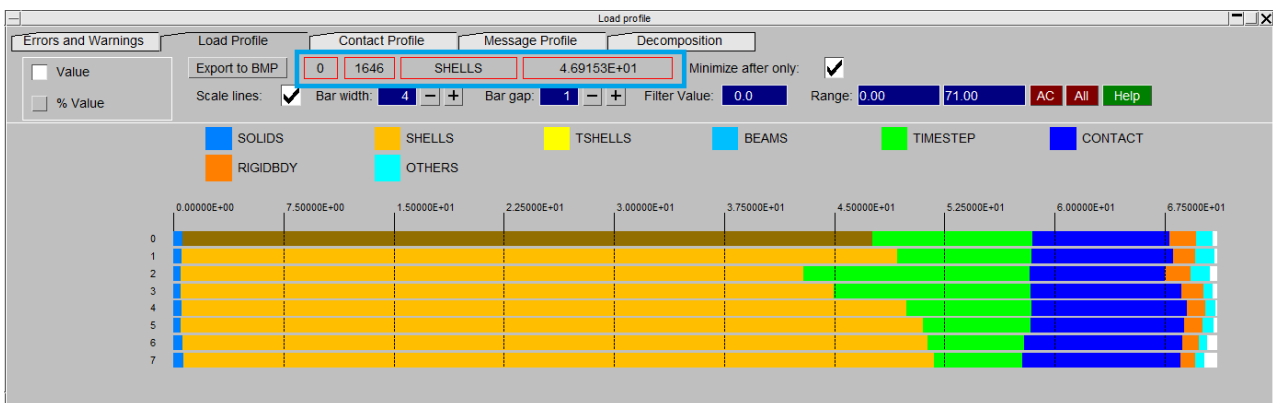 Load profile
Errors and Warnings Load Profile Contact Profile Message Profile Decomposition
Value Export to BMP 0 1646 SHELLS 4.69153E+01 Minimize after only:
% Value Scale lines: Bar width: 4 − + Bar gap: 1 − + Filter Value: 0.0 Range: 0.00 71.00 AC All Help
SOLIDS SHELLS TSHELLS BEAMS TIMESTEP CONTACT
RIGIDBDY OTHERS
0.00000E+00 7.50000E+00 1.50000E+01 2.25000E+01 3.00000E+01 3.75000E+01 4.50000E+01 5.25000E+01 6.00000E+01 6.75000E+01
0
1
2
3
4
5
6
7